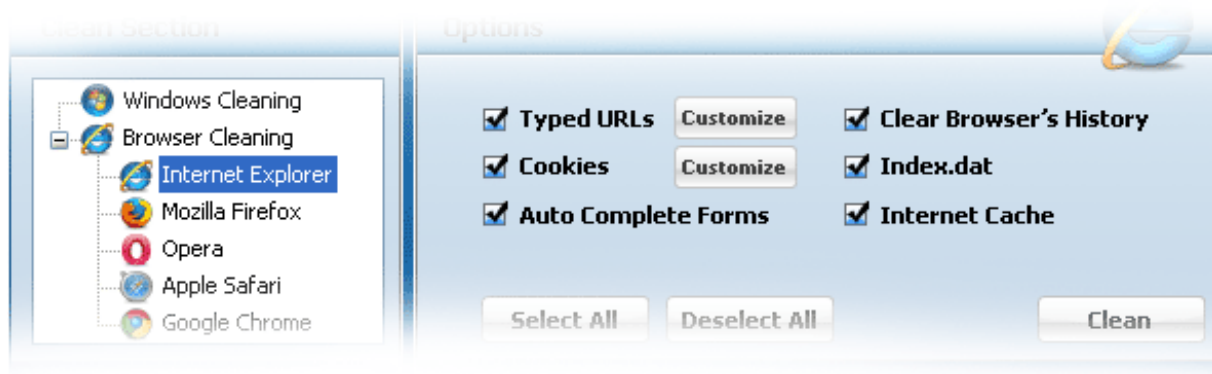 Clean Section
Windows Cleaning
Browser Cleaning
Internet Explorer
Mozilla Firefox
Opera
Apple Safari
Google Chrome
Options
Typed URLs Customize Clear Browser's History
Cookies Customize Index.dat
Auto Complete Forms Internet Cache
Select All Deselect All Clean